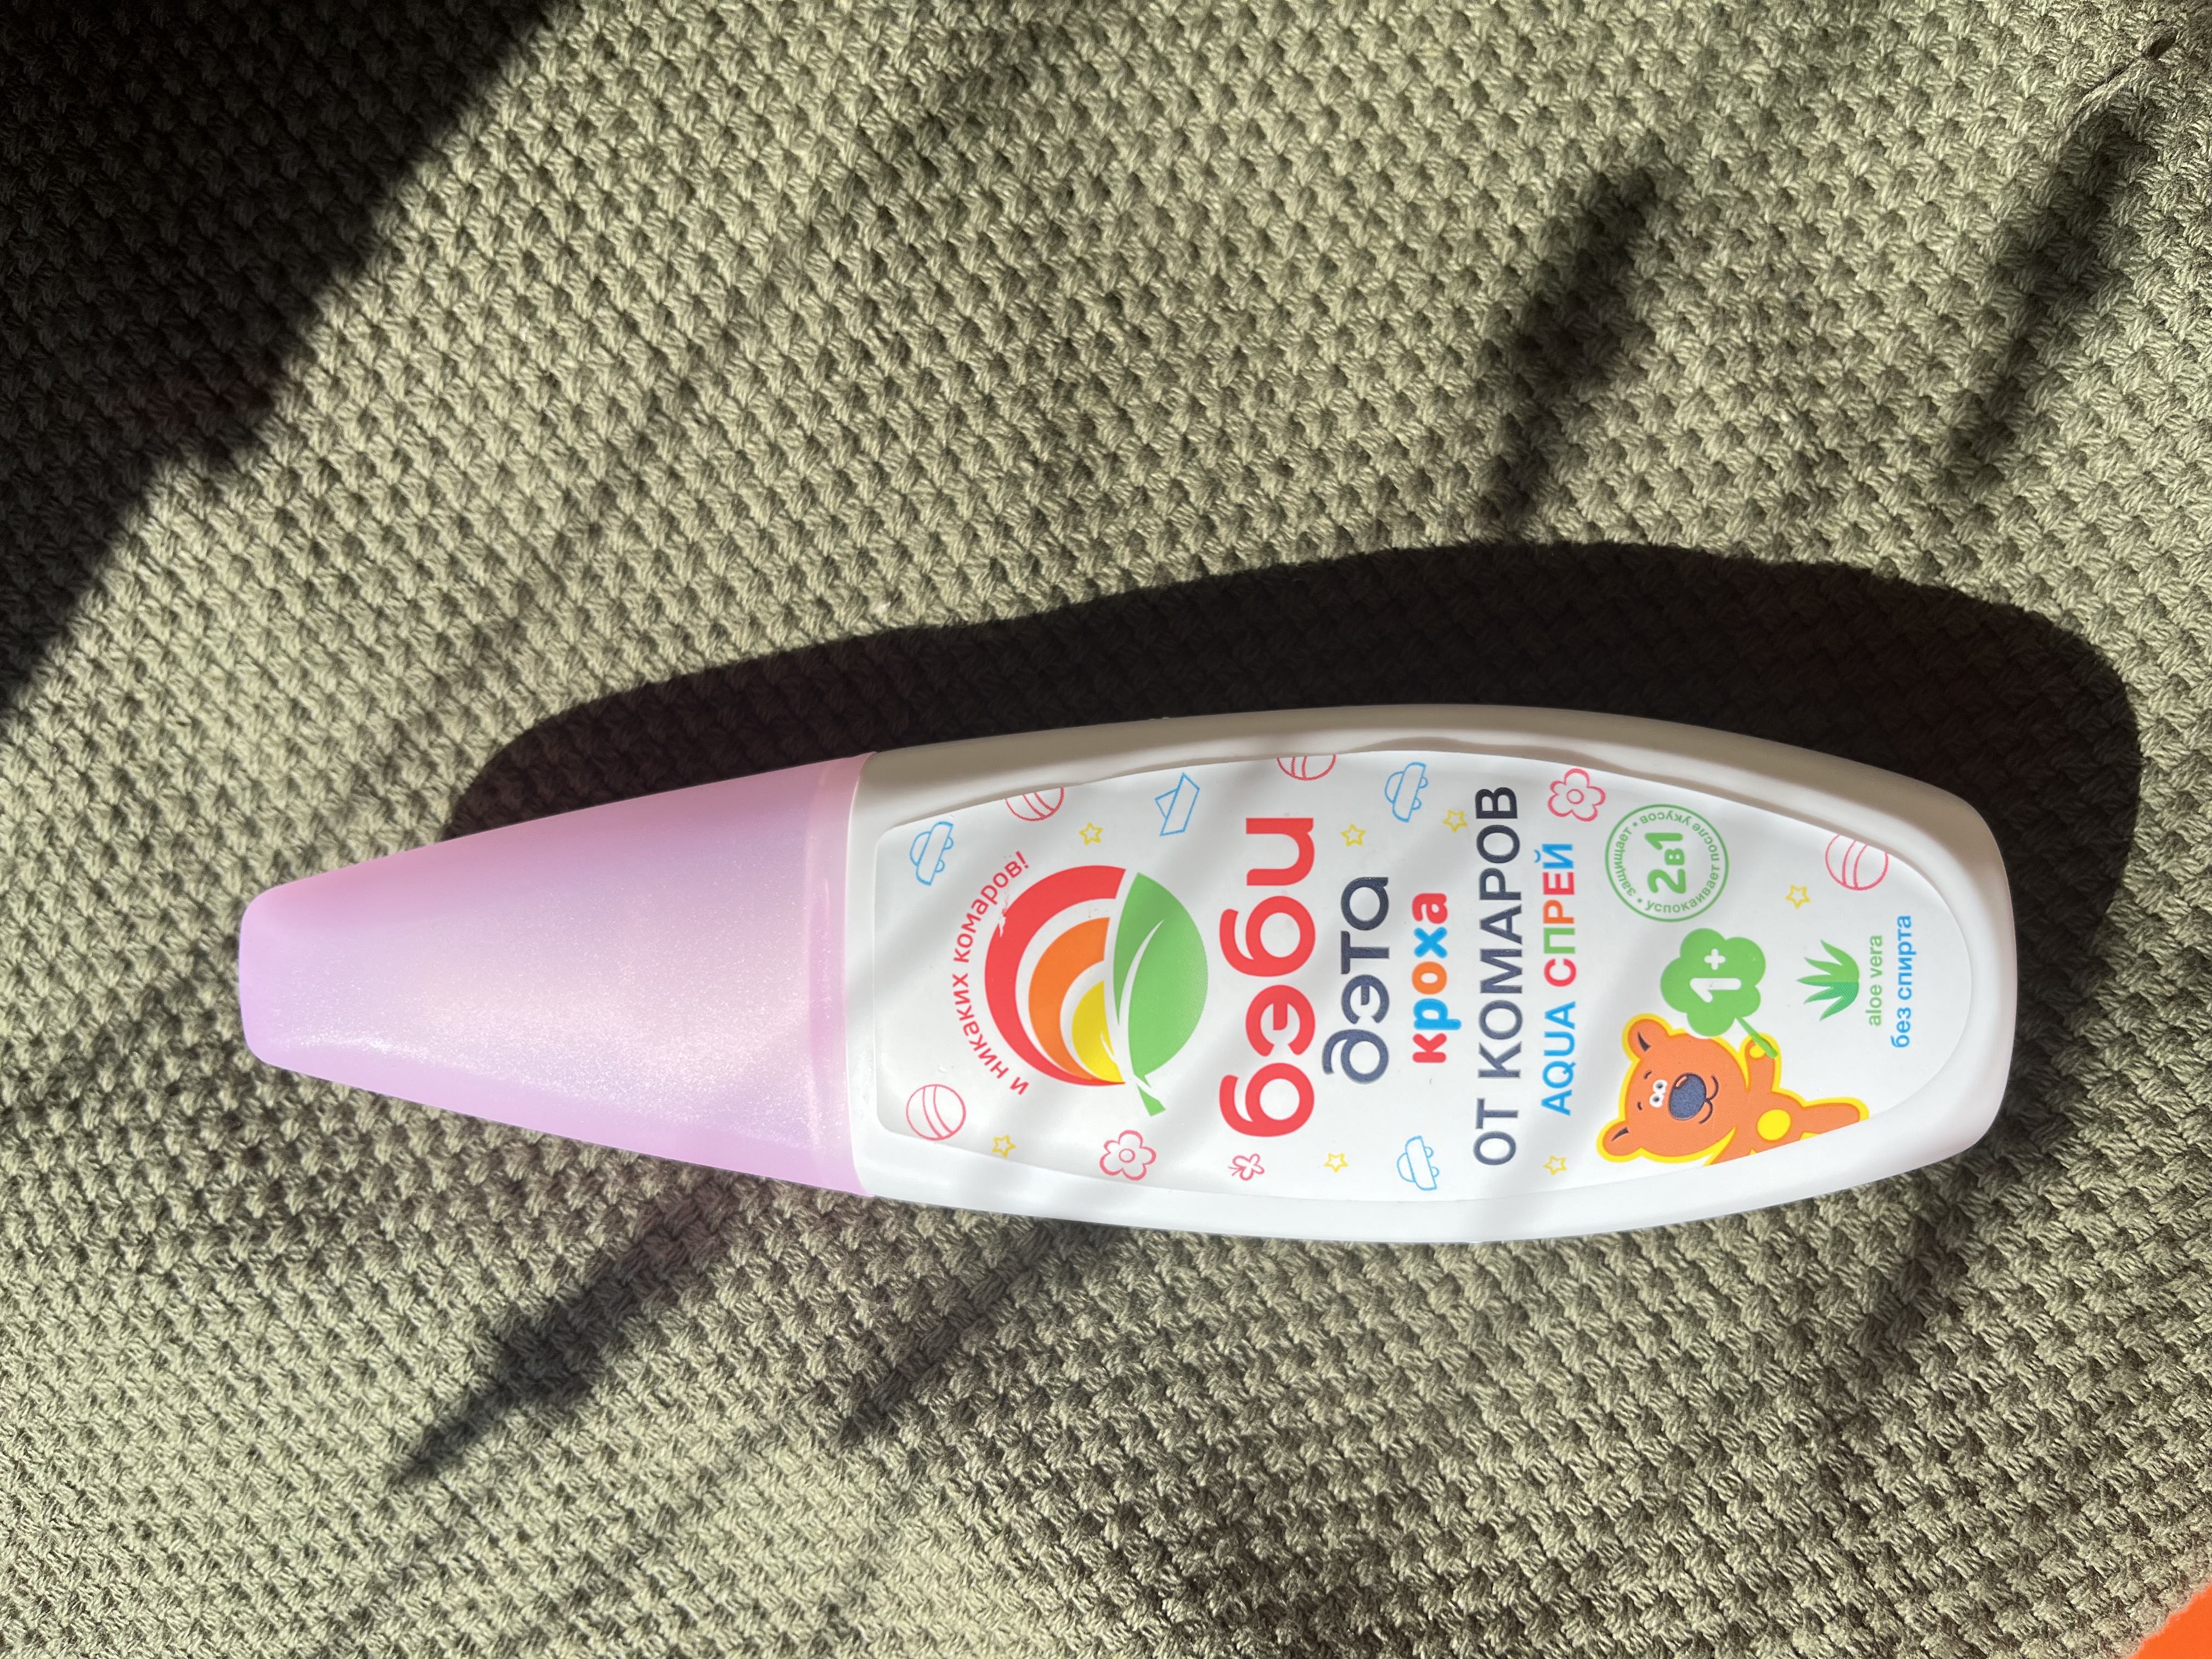 и никаких комаров!
бэби
дэта
кроха
ОТ КОМАРОВ
AQUA СПРЕЙ
защищает • успокаивает после укусов •
2в1
1+
aloe vera
без спирта